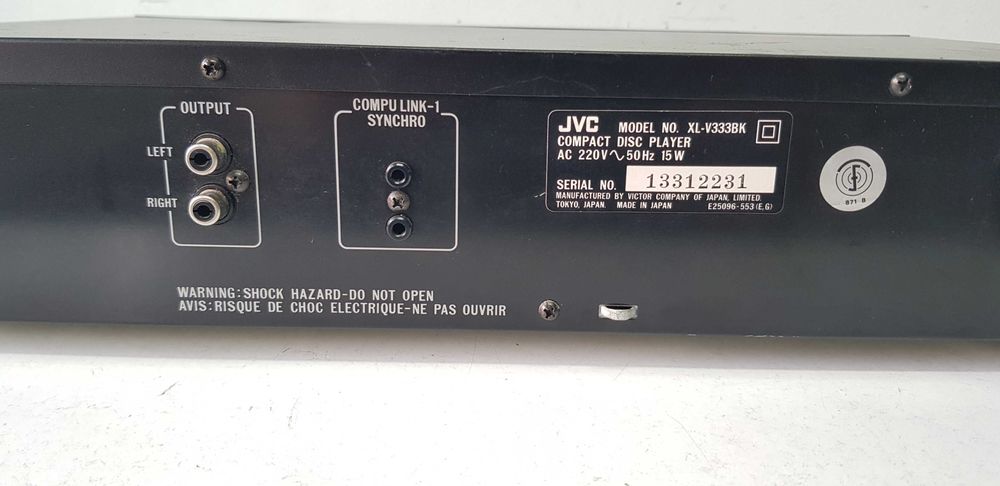 OUTPUT
LEFT
RIGHT
COMPU LINK-1
SYNCHRO
JVC MODEL NO. XL-V333BK
COMPACT DISC PLAYER
AC 220V∿50Hz 15W
SERIAL NO. 13312231
MANUFACTURED BY VICTOR COMPANY OF JAPAN, LIMITED.
TOKYO, JAPAN. MADE IN JAPAN E25096-553(E,G)
871 B
WARNING:SHOCK HAZARD-DO NOT OPEN
AVIS:RISQUE DE CHOC ELECTRIQUE-NE PAS OUVRIR